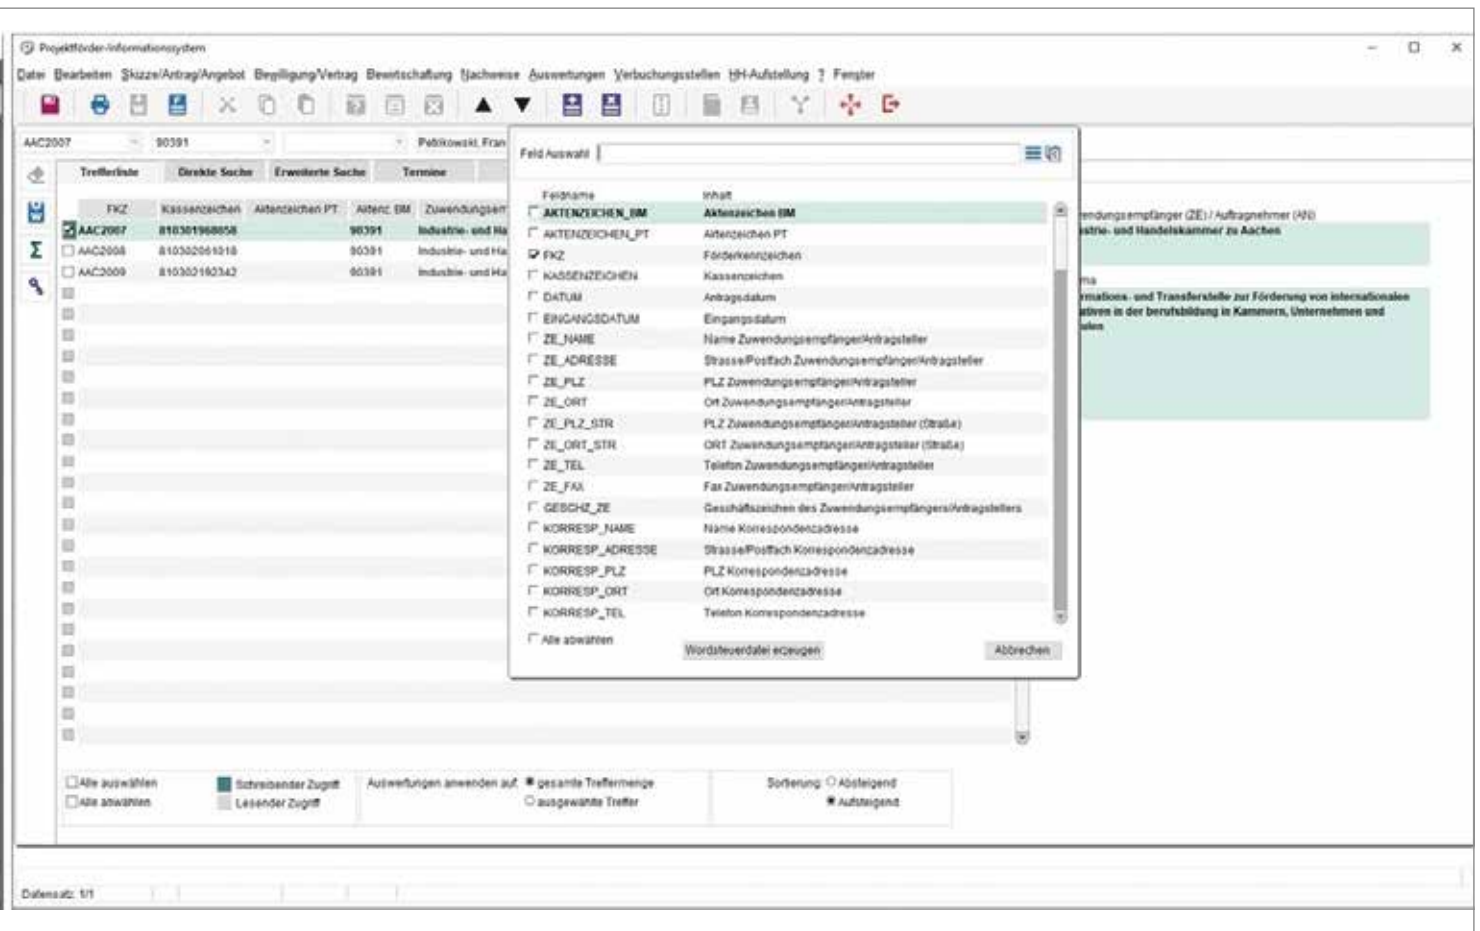 Projektförder-Informationssystem
Datei Bearbeiten Skizze/Antrag/Angebot Bewilligung/Vertrag Bewirtschaftung Nachweise Auswertungen Verbuchungsstellen HH-Aufstellung ? Fenster
AAC2007 90391 Petrikowski, Fran
Feld Auswahl
Trefferliste Direkte Suche Erweiterte Suche Termine
FKZ Kassenzeichen Aktenzeichen PT Aktenz. BM Zuwendungsem
AAC2007 810301968658 90391 Industrie- und Ha
AAC2008 810302061018 90391 Industrie- und Ha
AAC2009 810302192342 90391 Industrie- und Ha
Feldname Inhalt
AKTENZEICHEN_BM Aktenzeichen BM
AKTENZEICHEN_PT Aktenzeichen PT
FKZ Förderkennzeichen
KASSENZEICHEN Kassenzeichen
DATUM Antragsdatum
EINGANGSDATUM Eingangsdatum
ZE_NAME Name Zuwendungsempfänger/Antragsteller
ZE_ADRESSE Strasse/Postfach Zuwendungsempfänger/Antragsteller
ZE_PLZ PLZ Zuwendungsempfänger/Antragsteller
ZE_ORT Ort Zuwendungsempfänger/Antragsteller
ZE_PLZ_STR PLZ Zuwendungsempfänger/Antragsteller (Straße)
ZE_ORT_STR ORT Zuwendungsempfänger/Antragsteller (Straße)
ZE_TEL Telefon Zuwendungsempfänger/Antragsteller
ZE_FAX Fax Zuwendungsempfänger/Antragsteller
GESCHZ_ZE Geschäftszeichen des Zuwendungsempfängers/Antragstellers
KORRESP_NAME Name Korrespondenzadresse
KORRESP_ADRESSE Strasse/Postfach Korrespondenzadresse
KORRESP_PLZ PLZ Korrespondenzadresse
KORRESP_ORT Ort Korrespondenzadresse
KORRESP_TEL Telefon Korrespondenzadresse
Alle abwählen
Wordsteuerdatei erzeugen Abbrechen
endungsempfänger (ZE) / Auftragnehmer (AN)
strie- und Handelskammer zu Aachen
ma
rmations- und Transferstelle zur Förderung von internationalen
ativen in der berufsbildung in Kammern, Unternehmen und
ulen
Alle auswählen Schreibender Zugriff Auswertungen anwenden auf: gesamte Treffermenge Sortierung: Absteigend
Alle abwählen Lesender Zugriff ausgewählte Treffer Aufsteigend
Datensatz: 1/1